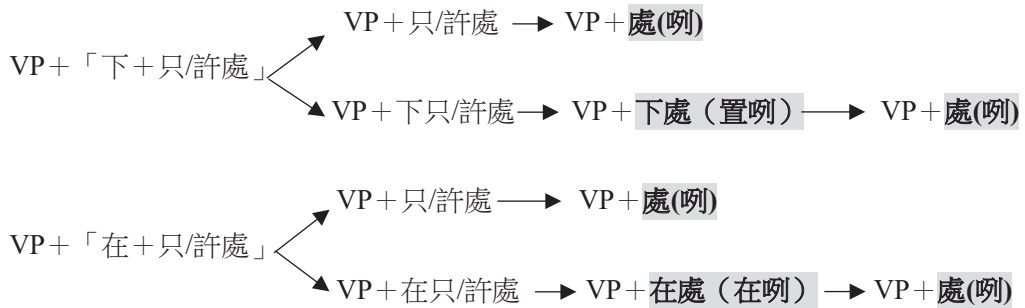 VP＋只/許處 → VP＋處(咧)
VP＋「下＋只/許處」
VP＋下只/許處 → VP＋下處（置咧） → VP＋處(咧)
VP＋只/許處 → VP＋處(咧)
VP＋「在＋只/許處」
VP＋在只/許處 → VP＋在處（在咧） → VP＋處(咧)